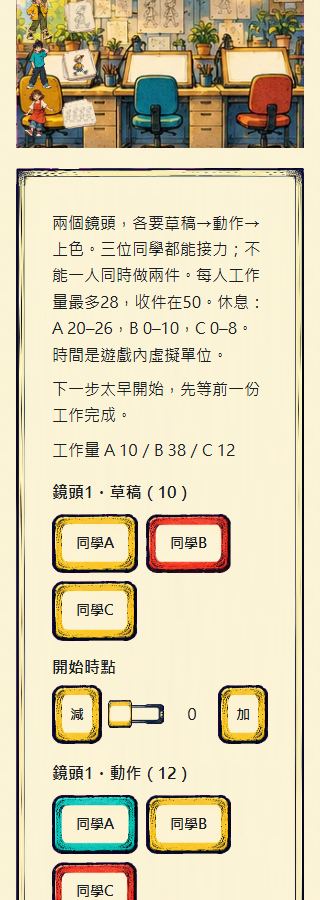 兩個鏡頭，各要草稿→動作→
上色。三位同學都能接力；不
能一人同時做兩件。每人工作
量最多28，收件在50。休息：
A 20–26，B 0–10，C 0–8。
時間是遊戲內虛擬單位。
下一步太早開始，先等前一份
工作完成。
工作量 A 10 / B 38 / C 12
鏡頭1・草稿（10）
同學A 同學B
同學C
開始時點
減 0 加
鏡頭1・動作（12）
同學A 同學B
同學C